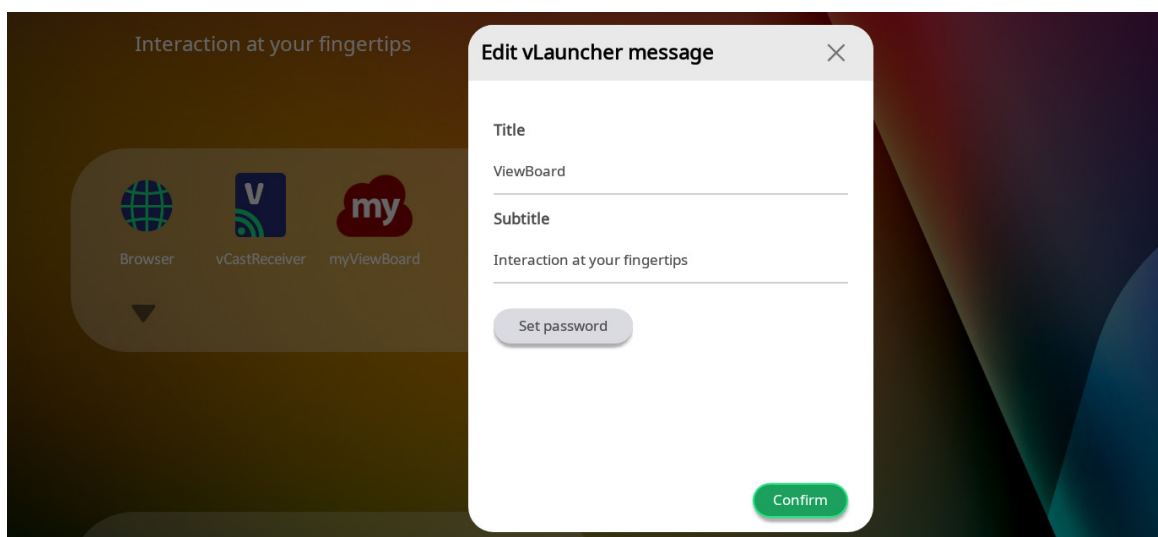 Interaction at your fingertips
Edit vLauncher message
Title
ViewBoard
Subtitle
Interaction at your fingertips
Set password
Confirm
V
my
Browser
vCastReceiver
myViewBoard